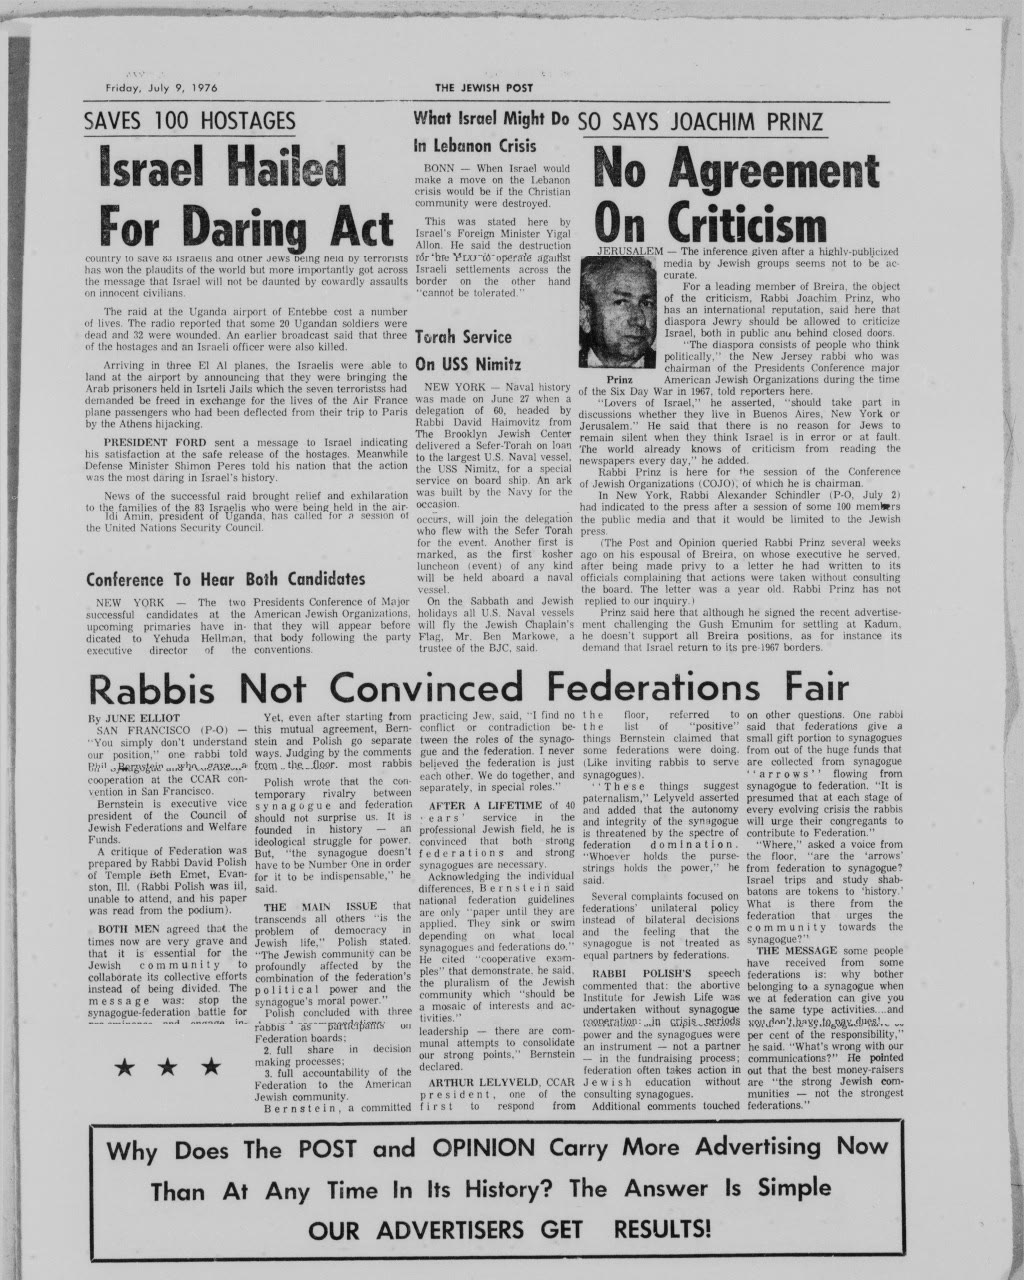 Friday, July 9, 1976
THE JEWISH POST
SAVES 100 HOSTAGES
Israel Hailed
For Daring Act
country to save 83 Israelis and other Jews being held by terrorists
has won the plaudits of the world but more importantly got across
the message that Israel will not be daunted by cowardly assaults
on innocent civilians.
The raid at the Uganda airport of Entebbe cost a number
of lives. The radio reported that some 20 Ugandan soldiers were
dead and 32 were wounded. An earlier broadcast said that three
of the hostages and an Israeli officer were also killed.
Arriving in three El Al planes, the Israelis were able to
land at the airport by announcing that they were bringing the
Arab prisoners held in Isrteli Jails which the seven terroristss had
demanded be freed in exchange for the lives of the Air France
plane passengers who had been deflected from their trip to Paris
by the Athens hijacking.
PRESIDENT FORD sent a message to Israel indicating
his satisfaction at the safe release of the hostages. Meanwhile
Defense Minister Shimon Peres told his nation that the action
was the most daring in Israel's history.
News of the successful raid brought relief and exhilaration
to the families of the 83 Israelis who were being held in the air-
Idi Amin, president of Uganda, has called for a session of
the United Nations Security Council.
Conference To Hear Both Candidates
NEW YORK — The two
successful candidates at the
upcoming primaries have in-
dicated to Yehuda Hellman,
executive director of the
Presidents Conference of Major
American Jewish Organizations,
that they will appear before
that body following the party
conventions.
What Israel Might Do
In Lebanon Crisis
BONN — When Israel would
make a move on the Lebanon
crisis would be if the Christian
community were destroyed.
This was stated here by
Israel's Foreign Minister Yigal
Allon. He said the destruction
for the PLO to operate against
Israeli settlements across the
border on the other hand
"cannot be tolerated."
Torah Service
On USS Nimitz
NEW YORK — Naval history
was made on June 27 when a
delegation of 60, headed by
Rabbi David Haimovitz from
The Brooklyn Jewish Center
delivered a Sefer-Torah on loan
to the largest U.S. Naval vessel,
the USS Nimitz, for a special
service on board ship. An ark
was built by the Navy for the
occasion.
occurs, will join the delegation
who flew with the Sefer Torah
for the event. Another first is
marked, as the first kosher
luncheon (event) of any kind
will be held aboard a naval
vessel.
On the Sabbath and Jewish
holidays all U.S. Naval vessels
will fly the Jewish Chaplain's
Flag, Mr. Ben Markowe, a
trustee of the BJC, said.
SO SAYS JOACHIM PRINZ
No Agreement
On Criticism
JERUSALEM — The inference given after a highly-publicized
media by Jewish groups seems not to be ac-
curate.
For a leading member of Breira, the object
of the criticism, Rabbi Joachim Prinz, who
has an international reputation, said here that
diaspora Jewry should be allowed to criticize
Israel, both in public and behind closed doors.
"The diaspora consists of people who think
politically," the New Jersey rabbi who was
chairman of the Presidents Conference major
Prinz
American Jewish Organizations during the time
of the Six Day War in 1967, told reporters here.
"Lovers of Israel," he asserted, "should take part in
discussions whether they live in Buenos Aires, New York or
Jerusalem." He said that there is no reason for Jews to
remain silent when they think Israel is in error or at fault.
The world already knows of criticism from reading the
newspapers every day," he added.
Rabbi Prinz is here for the session of the Conference
of Jewish Organizations (COJO), of which he is chairman.
In New York, Rabbi Alexander Schindler (P-O, July 2)
had indicated to the press after a session of some 100 members
the public media and that it would be limited to the Jewish
press.
(The Post and Opinion queried Rabbi Prinz several weeks
ago on his espousal of Breira, on whose executive he served,
after being made privy to a letter he had written to its
officials complaining that actions were taken without consulting
the board. The letter was a year old. Rabbi Prinz has not
replied to our inquiry.)
Prinz said here that although he signed the recent advertise-
ment challenging the Gush Emunim for settling at Kadum,
he doesn't support all Breira positions, as for instance its
demand that Israel return to its pre-1967 borders.
Rabbis Not Convinced Federations Fair
By JUNE ELLIOT
SAN FRANCISCO (P-O) —
"You simply don't understand
our position," one rabbi told
Phil Bernstein who gave a
cooperation at the CCAR con-
vention in San Francisco.
Bernstein is executive vice
president of the Council of
Jewish Federations and Welfare
Funds.
A critique of Federation was
prepared by Rabbi David Polish
of Temple Beth Emet, Evan-
ston, Ill. (Rabbi Polish was ill,
unable to attend, and his paper
was read from the podium).
BOTH MEN agreed that the
times now are very grave and
that it is essential for the
Jewish community to
collaborate its collective efforts
instead of being divided. The
message was: stop the
synagogue-federation battle for
★ ★ ★
Yet, even after starting from
this mutual agreement, Bern-
stein and Polish go separate
ways. Judging by the comments
from the floor, most rabbis
Polish wrote that the con-
temporary rivalry between
synagogue and federation
should not surprise us. It is
founded in history — an
ideological struggle for power.
But, "the synagogue doesn't
have to be Number One in order
for it to be indispensable," he
said.
THE MAIN ISSUE that
transcends all others "is the
problem of democracy in
Jewish life," Polish stated.
"The Jewish community can be
profoundly affected by the
combination of the federation's
political power and the
synagogue's moral power."
Polish concluded with three
rabbis as participants on
Federation boards;
2. full share in decision
making processes;
3. full accountability of the
Federation to the American
Jewish community.
Bernstein, a committed
practicing Jew, said, "I find no
conflict or contradiction be-
tween the roles of the synago-
gue and the federation. I never
believed the federation is just
each other. We do together, and
separately, in special roles."
AFTER A LIFETIME of 40
ears' service in the
professional Jewish field, he is
convinced that both strong
federations and strong
synagogues are necessary.
Acknowledging the individual
differences, Bernstein said
national federation guidelines
are only "paper until they are
applied. They sink or swim
depending on what local
synagogues and federations do."
He cited "cooperative exam-
ples" that demonstrate, he said,
the pluralism of the Jewish
community which "should be
a mosaic of interests and ac-
tivities."
leadership — there are com-
munal attempts to consolidate
our strong points," Bernstein
declared.
ARTHUR LELYVELD, CCAR
president, one of the
first to respond from
the floor, referred to
the list of "positive"
things Bernstein claimed that
some federations were doing.
(Like inviting rabbis to serve
synagogues).
"These things suggest
paternalism," Lelyveld asserted
and added that the autonomy
and integrity of the synagogue
is threatened by the spectre of
federation domination.
"Whoever holds the purse-
strings holds the power," he
said.
Several complaints focused on
federations' unilateral policy
instead of bilateral decisions
and the feeling that the
synagogue is not treated as
equal partners by federations.
RABBI POLISH'S speech
commented that: the abortive
Institute for Jewish Life was
undertaken without synagogue
cooperation; in crisis periods
power and the synagogues were
an instrument — not a partner
— in the fundraising process;
federation often takes action in
Jewish education without
consulting synagogues.
Additional comments touched
on other questions. One rabbi
said that federations give a
small gift portion to synagogues
from out of the huge funds that
are collected from synagogue
"arrows" flowing from
synagogue to federation. "It is
presumed that at each stage of
every evolving crisis the rabbis
will urge their congregants to
contribute to Federation."
"Where," asked a voice from
the floor, "are the 'arrows'
from federation to synagogue?
Israel trips and study shab-
batons are tokens to 'history.'
What is there from the
federation that urges the
community towards the
synagogue?"
THE MESSAGE some people
have received from some
federations is: why bother
belonging to a synagogue when
we at federation can give you
the same type activities....and
you don't have to pay dues!
per cent of the responsibility,"
he said. "What's wrong with our
communications?" He pointed
out that the best money-raisers
are "the strong Jewish com-
munities — not the strongest
federations."
Why Does The POST and OPINION Carry More Advertising Now
Than At Any Time In Its History? The Answer Is Simple
OUR ADVERTISERS GET RESULTS!